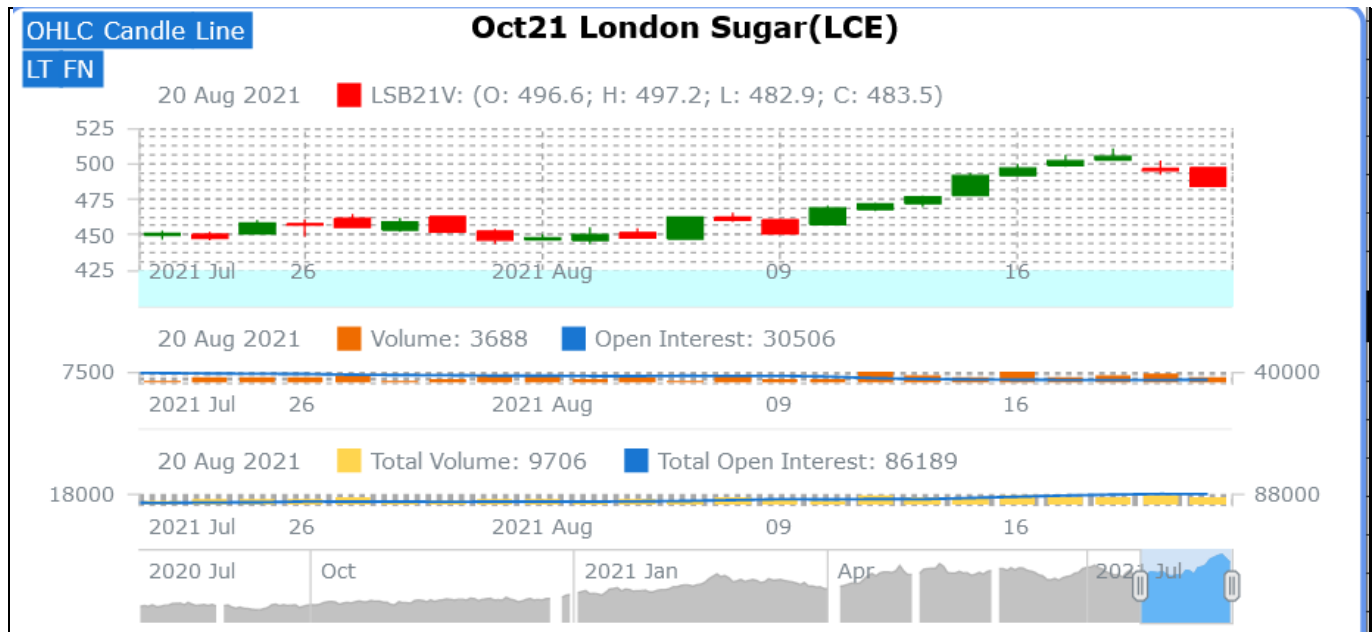 OHLC Candle Line
Oct21 London Sugar(LCE)
LT FN
20 Aug 2021 LSB21V: (O: 496.6; H: 497.2; L: 482.9; C: 483.5)
525
500
475
450
425
2021 Jul 26 2021 Aug 09 16
20 Aug 2021 Volume: 3688 Open Interest: 30506
7500 40000
2021 Jul 26 2021 Aug 09 16
20 Aug 2021 Total Volume: 9706 Total Open Interest: 86189
18000 88000
2021 Jul 26 2021 Aug 09 16
2020 Jul Oct 2021 Jan Apr 2021 Jul